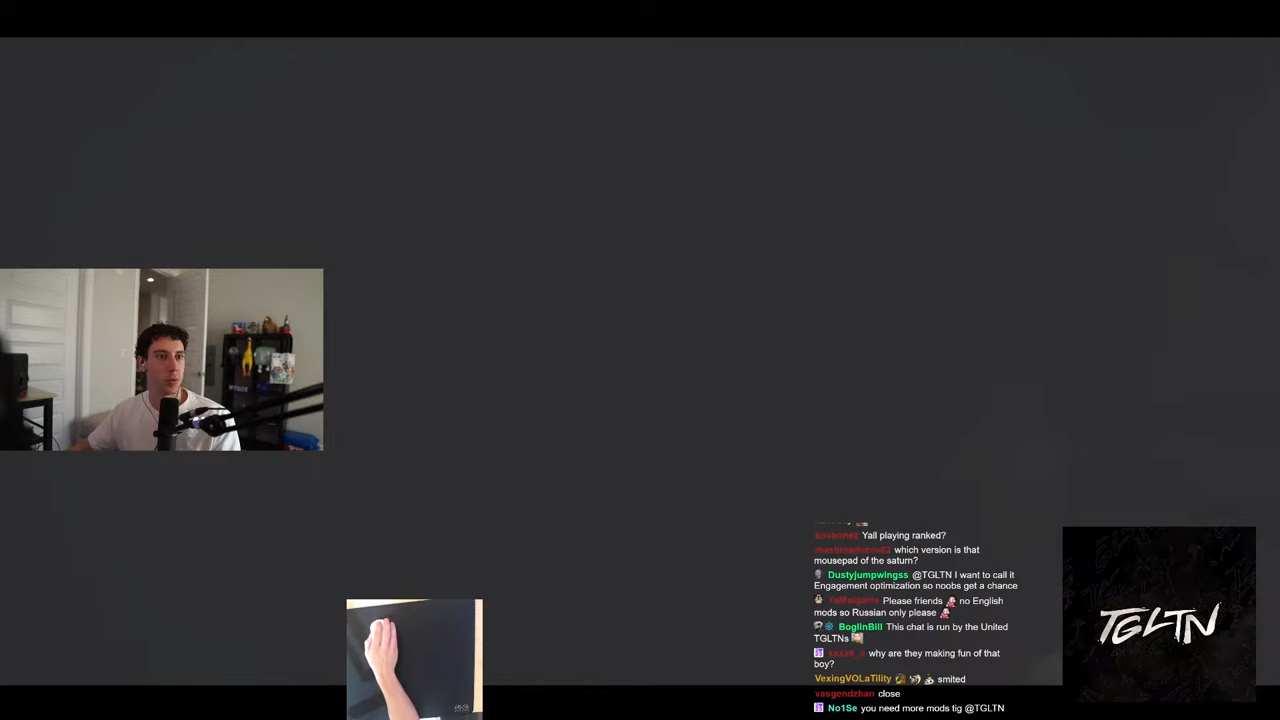 Yall playing ranked?
which version is that
mousepad of the saturn?
Dustyjumpwingss @TGLTN I want to call it
Engagement optimization so noobs get a chance
Please friends no English
mods so Russian only please
BoglinBill This chat is run by the United
TGLTNs
why are they making fun of that
boy?
VexingVOLaTility smited
vasgendzhan close
No1Se you need more mods tig @TGLTN
TGLTN